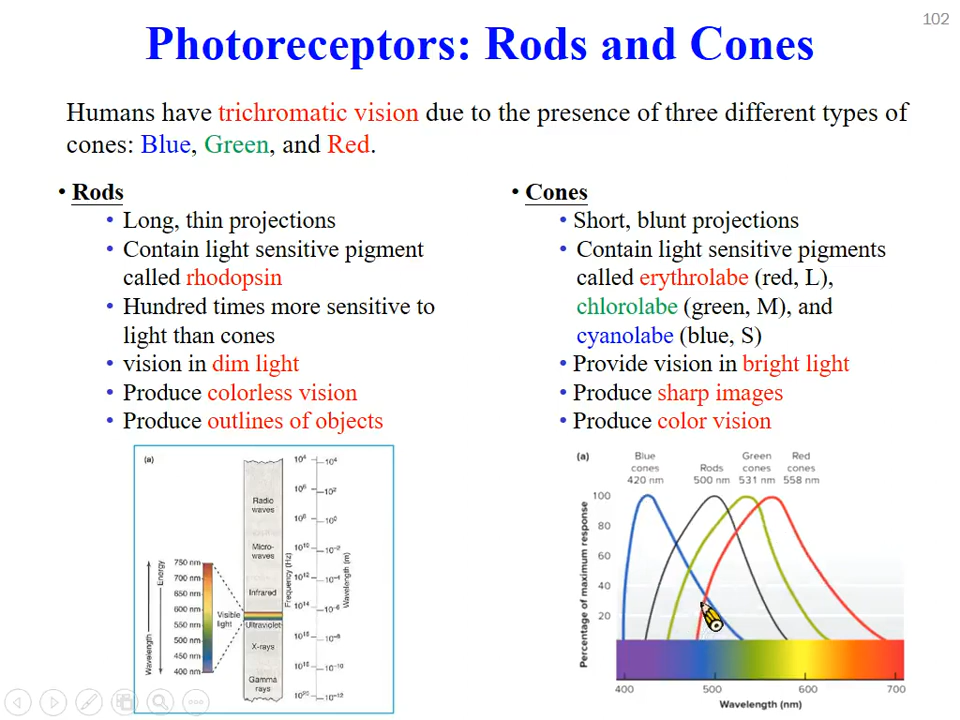 102
Photoreceptors: Rods and Cones
Humans have trichromatic vision due to the presence of three different types of
cones: Blue, Green, and Red.
• Rods
• Long, thin projections
• Contain light sensitive pigment
called rhodopsin
• Hundred times more sensitive to
light than cones
• vision in dim light
• Produce colorless vision
• Produce outlines of objects
• Cones
• Short, blunt projections
• Contain light sensitive pigments
called erythrolabe (red, L),
chlorolabe (green, M), and
cyanolabe (blue, S)
• Provide vision in bright light
• Produce sharp images
• Produce color vision
(a)
Radio
waves
Micro-
waves
Infrared
Visible
light
Ultraviolet
X-rays
Gamma
rays
Energy
Wavelength
750 nm
700 nm
650 nm
600 nm
550 nm
500 nm
450 nm
400 nm
Frequency (Hz)
Wavelength (m)
(a)
Blue
cones
420 nm
Rods
500 nm
Green
cones
531 nm
Red
cones
558 nm
Percentage of maximum response
100
80
60
40
20
400
500
600
700
Wavelength (nm)